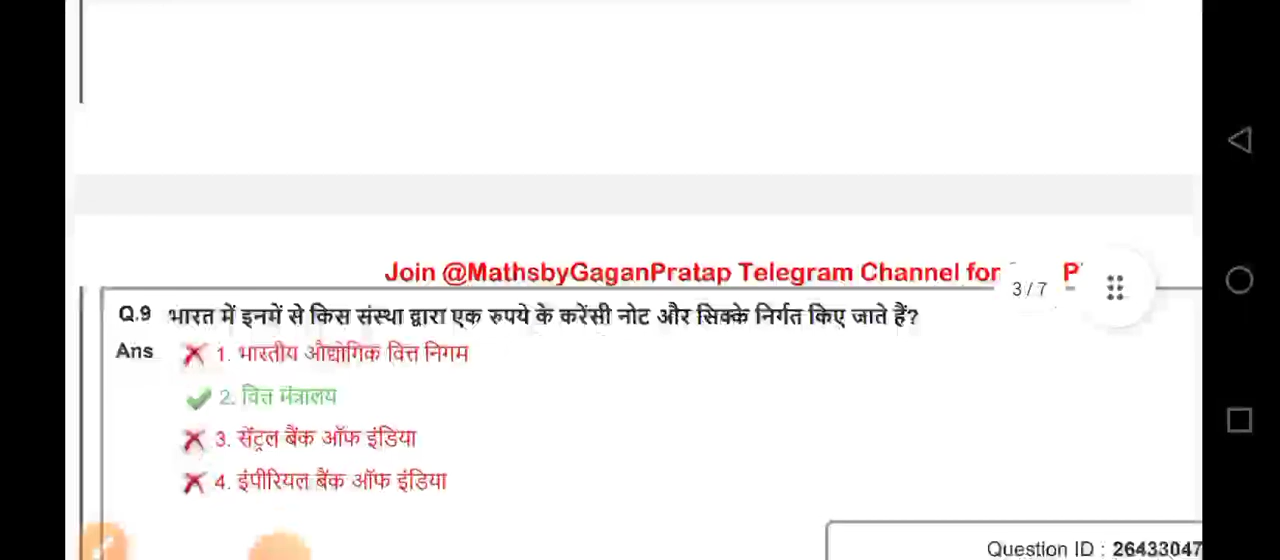 Join @MathsbyGaganPratap Telegram Channel for P
3 / 7
Q.9 भारत में इनमें से किस संस्था द्वारा एक रुपये के करेंसी नोट और सिक्के निर्गत किए जाते हैं?
Ans 1. भारतीय औद्योगिक वित्त निगम
2. वित्त मंत्रालय
3. सेंट्रल बैंक ऑफ इंडिया
4. इंपीरियल बैंक ऑफ इंडिया
Question ID : 26433047